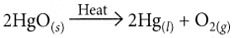 2HgO(s) Heat⟶ 2Hg(l) + O2(g)